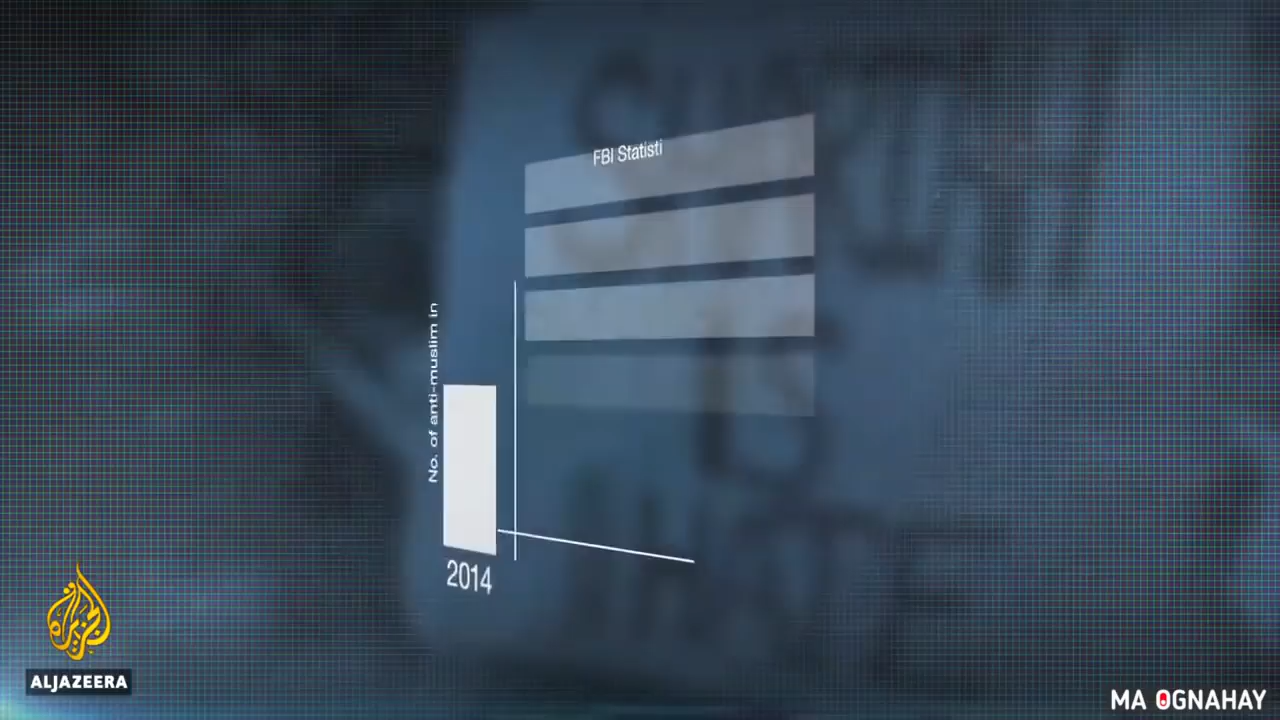 FBI Statisti
No. of anti-muslim in
2014
ALJAZEERA
MA OGNAHAY